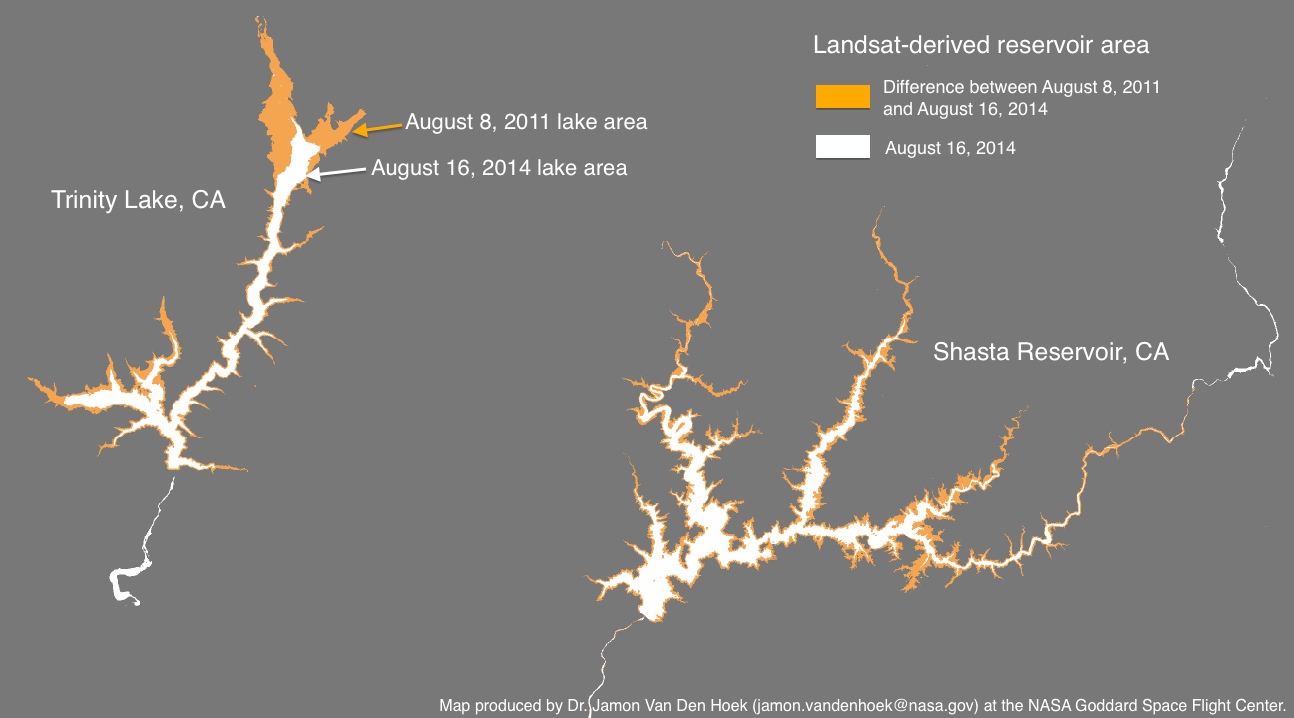 Landsat-derived reservoir area
Difference between August 8, 2011
and August 16, 2014
August 16, 2014
August 8, 2011 lake area
August 16, 2014 lake area
Trinity Lake, CA
Shasta Reservoir, CA
Map produced by Dr. Jamon Van Den Hoek (jamon.vandenhoek@nasa.gov) at the NASA Goddard Space Flight Center.